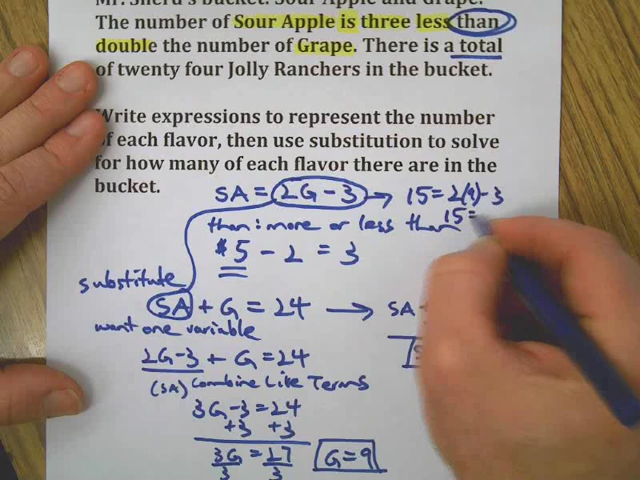 Mr. Sherd's bucket: Sour Apple and Grape.
The number of Sour Apple is three less than
double the number of Grape. There is a total
of twenty four Jolly Ranchers in the bucket.
Write expressions to represent the number
of each flavor, then use substitution to solve
for how many of each flavor there are in the
bucket.
SA = 2G - 3 → 15 = 2(9) - 3
than: more or less than 15 =
$5 - 2 = 3
substitute
SA + G = 24 → SA
want one variable
2G-3 + G = 24
(SA) Combine Like Terms
3G-3 = 24
+3 +3
3G = 27
3 3
G=9